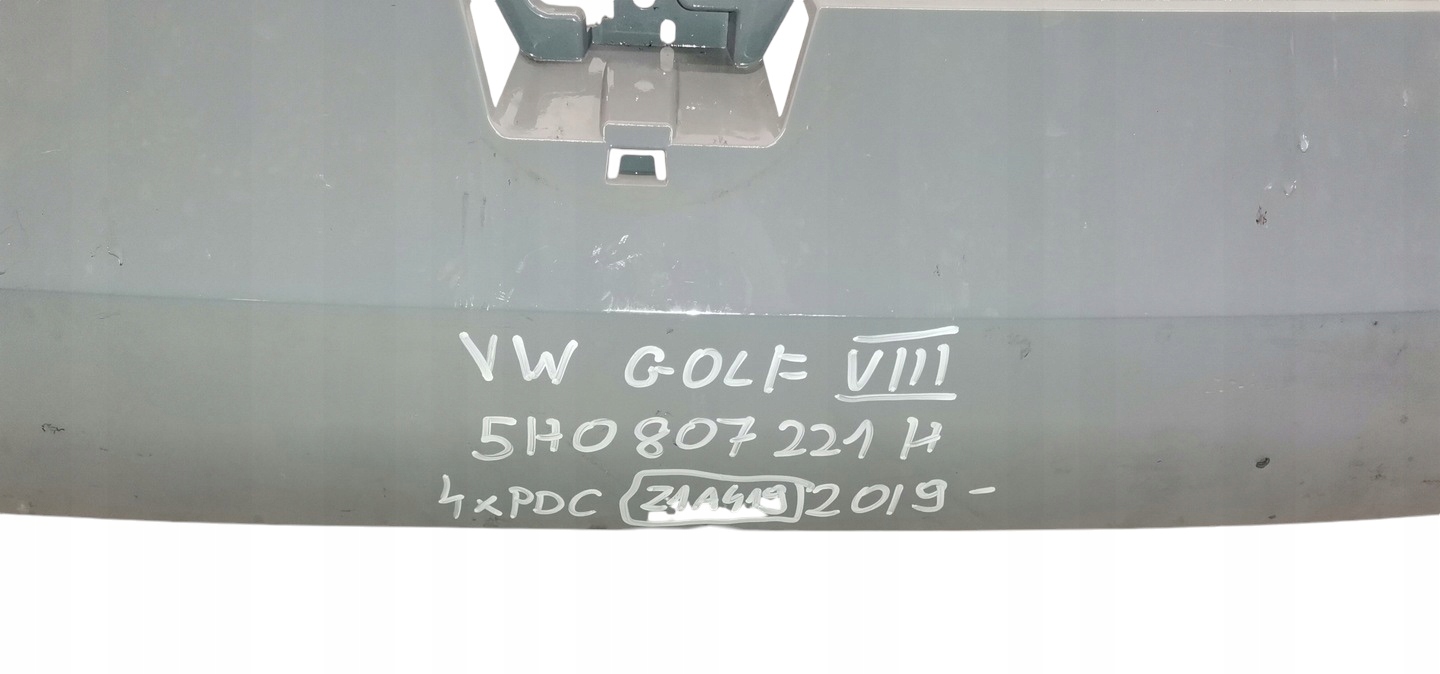 VW GOLF VIII
5H0 807 221 H
4xPDC 2019-